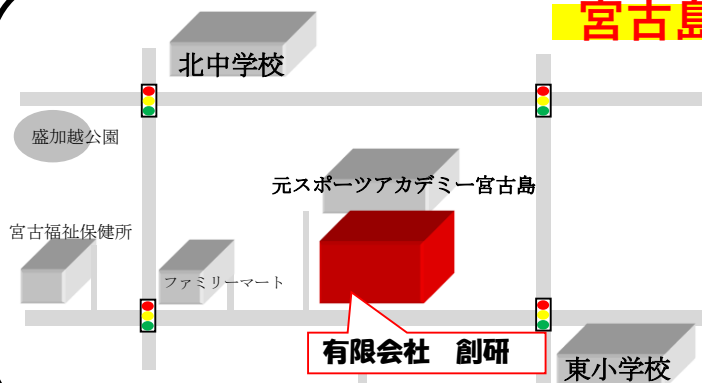 宮古島
北中学校
盛加越公園
元スポーツアカデミー宮古島
宮古福祉保健所
ファミリーマート
有限会社　創研
東小学校